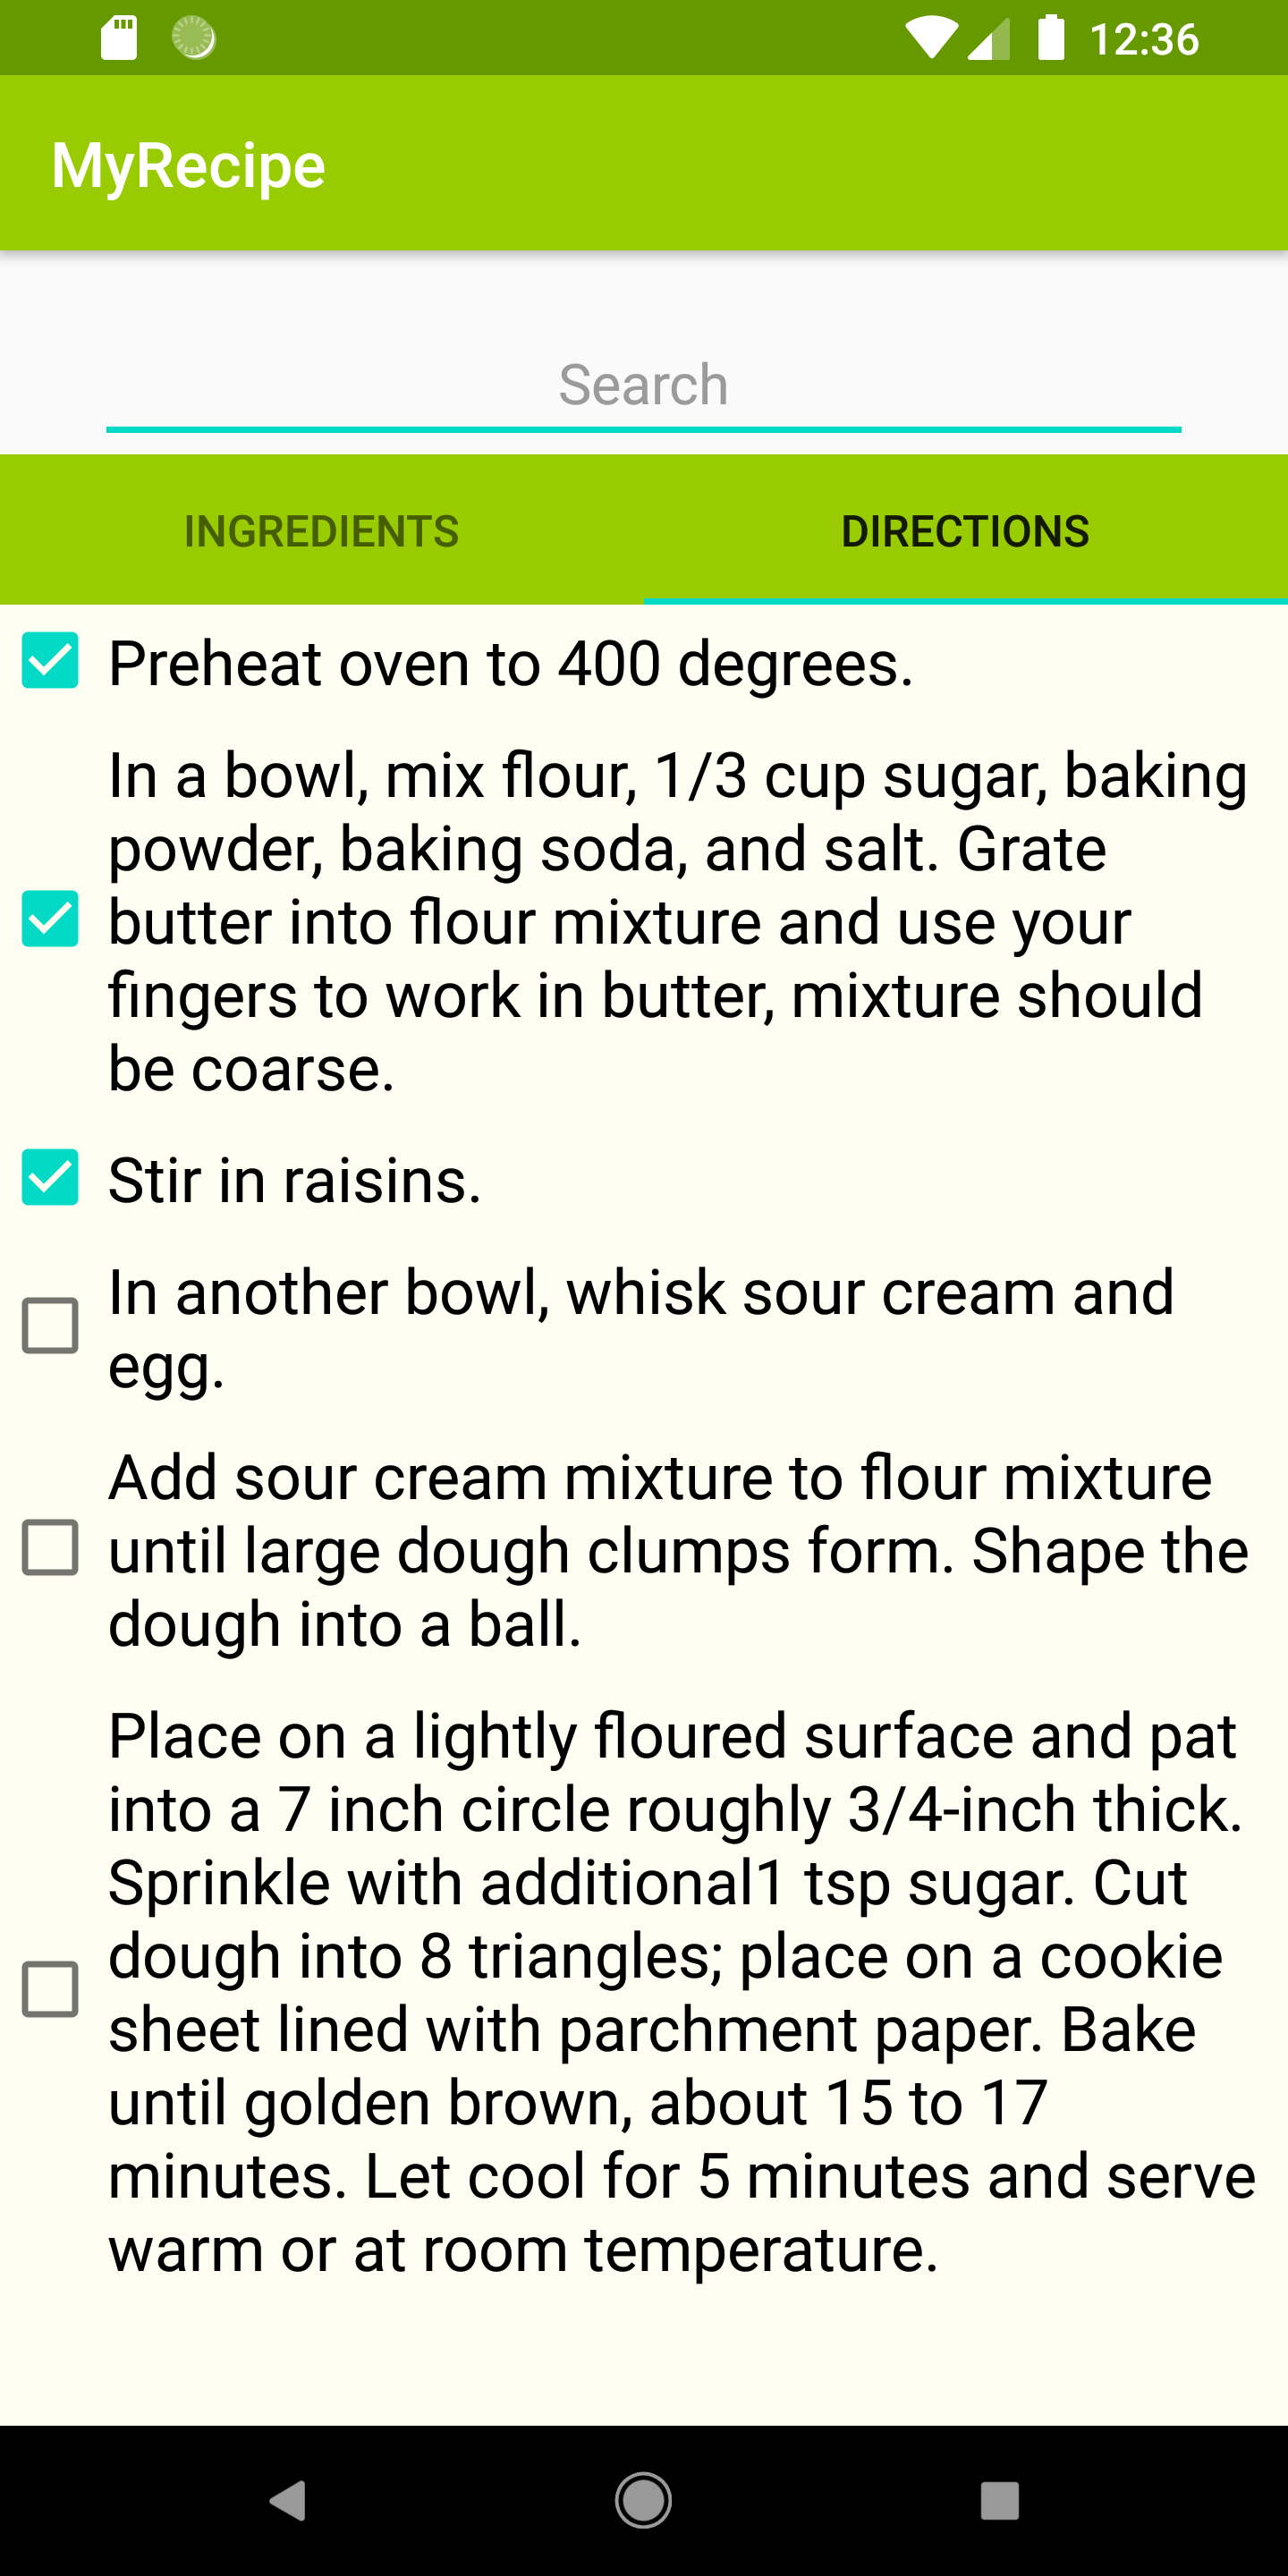 12:36
MyRecipe
Search
INGREDIENTS
DIRECTIONS
Preheat oven to 400 degrees.
In a bowl, mix flour, 1/3 cup sugar, baking
powder, baking soda, and salt. Grate
butter into flour mixture and use your
fingers to work in butter, mixture should
be coarse.
Stir in raisins.
In another bowl, whisk sour cream and
egg.
Add sour cream mixture to flour mixture
until large dough clumps form. Shape the
dough into a ball.
Place on a lightly floured surface and pat
into a 7 inch circle roughly 3/4-inch thick.
Sprinkle with additional1 tsp sugar. Cut
dough into 8 triangles; place on a cookie
sheet lined with parchment paper. Bake
until golden brown, about 15 to 17
minutes. Let cool for 5 minutes and serve
warm or at room temperature.